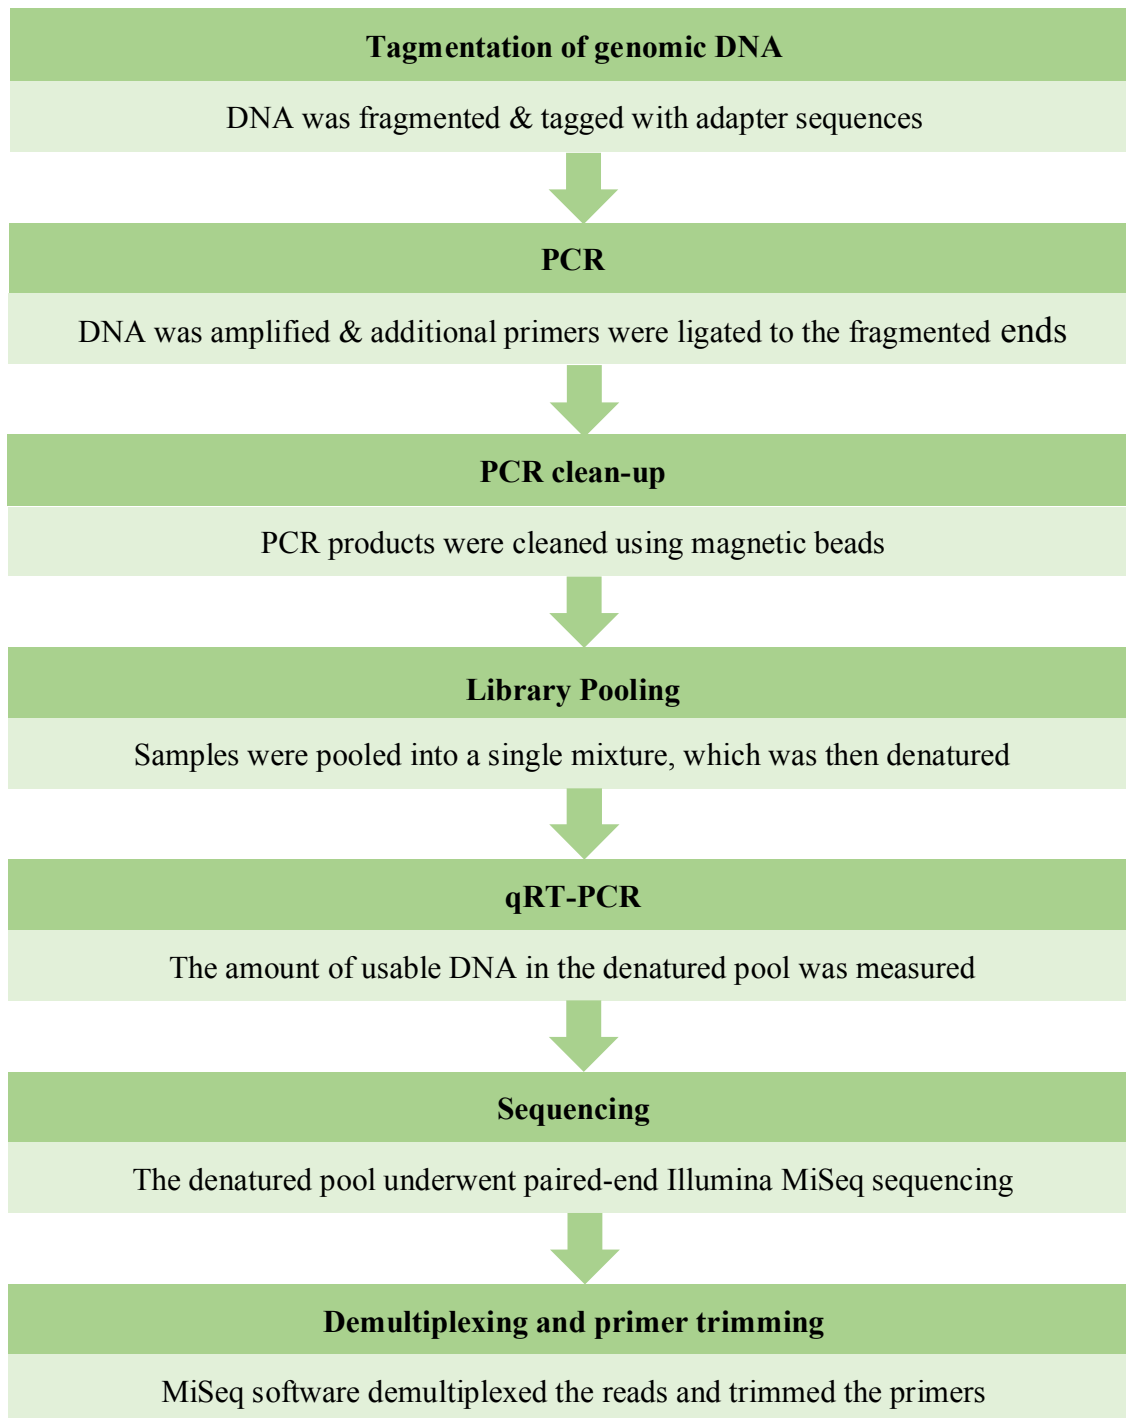 Tagmentation of genomic DNA
DNA was fragmented & tagged with adapter sequences
PCR
DNA was amplified & additional primers were ligated to the fragmented ends
PCR clean-up
PCR products were cleaned using magnetic beads
Library Pooling
Samples were pooled into a single mixture, which was then denatured
qRT-PCR
The amount of usable DNA in the denatured pool was measured
Sequencing
The denatured pool underwent paired-end Illumina MiSeq sequencing
Demultiplexing and primer trimming
MiSeq software demultiplexed the reads and trimmed the primers